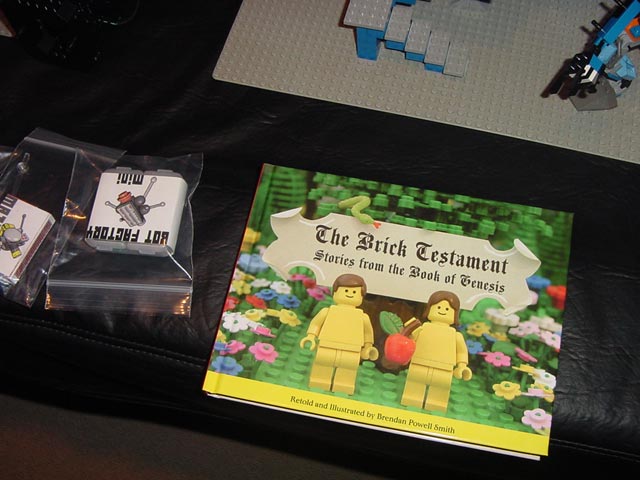 The Brick Testament
Stories from the Book of Genesis
Retold and Illustrated by Brendan Powell Smith
BOT FACTORY
mini